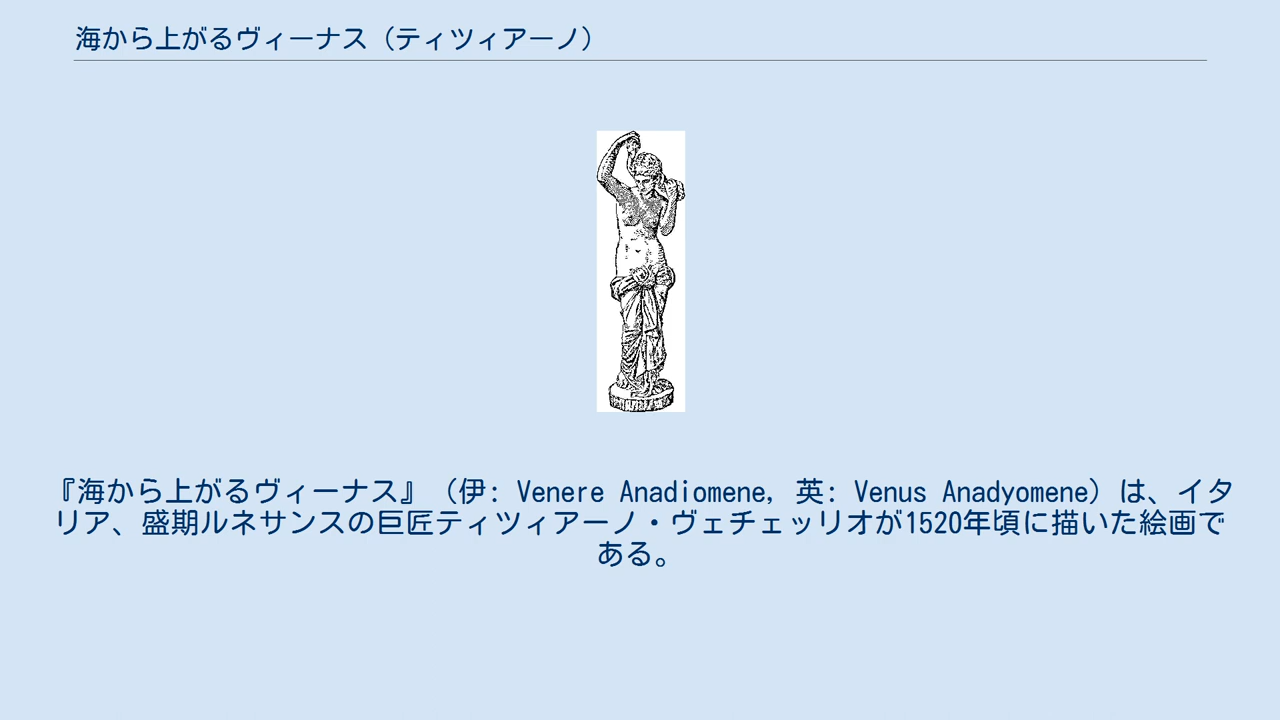 海から上がるヴィーナス（ティツィアーノ）
『海から上がるヴィーナス』（伊: Venere Anadiomene, 英: Venus Anadyomene）は、イタ
リア、盛期ルネサンスの巨匠ティツィアーノ・ヴェチェッリオが1520年頃に描いた絵画で
ある。